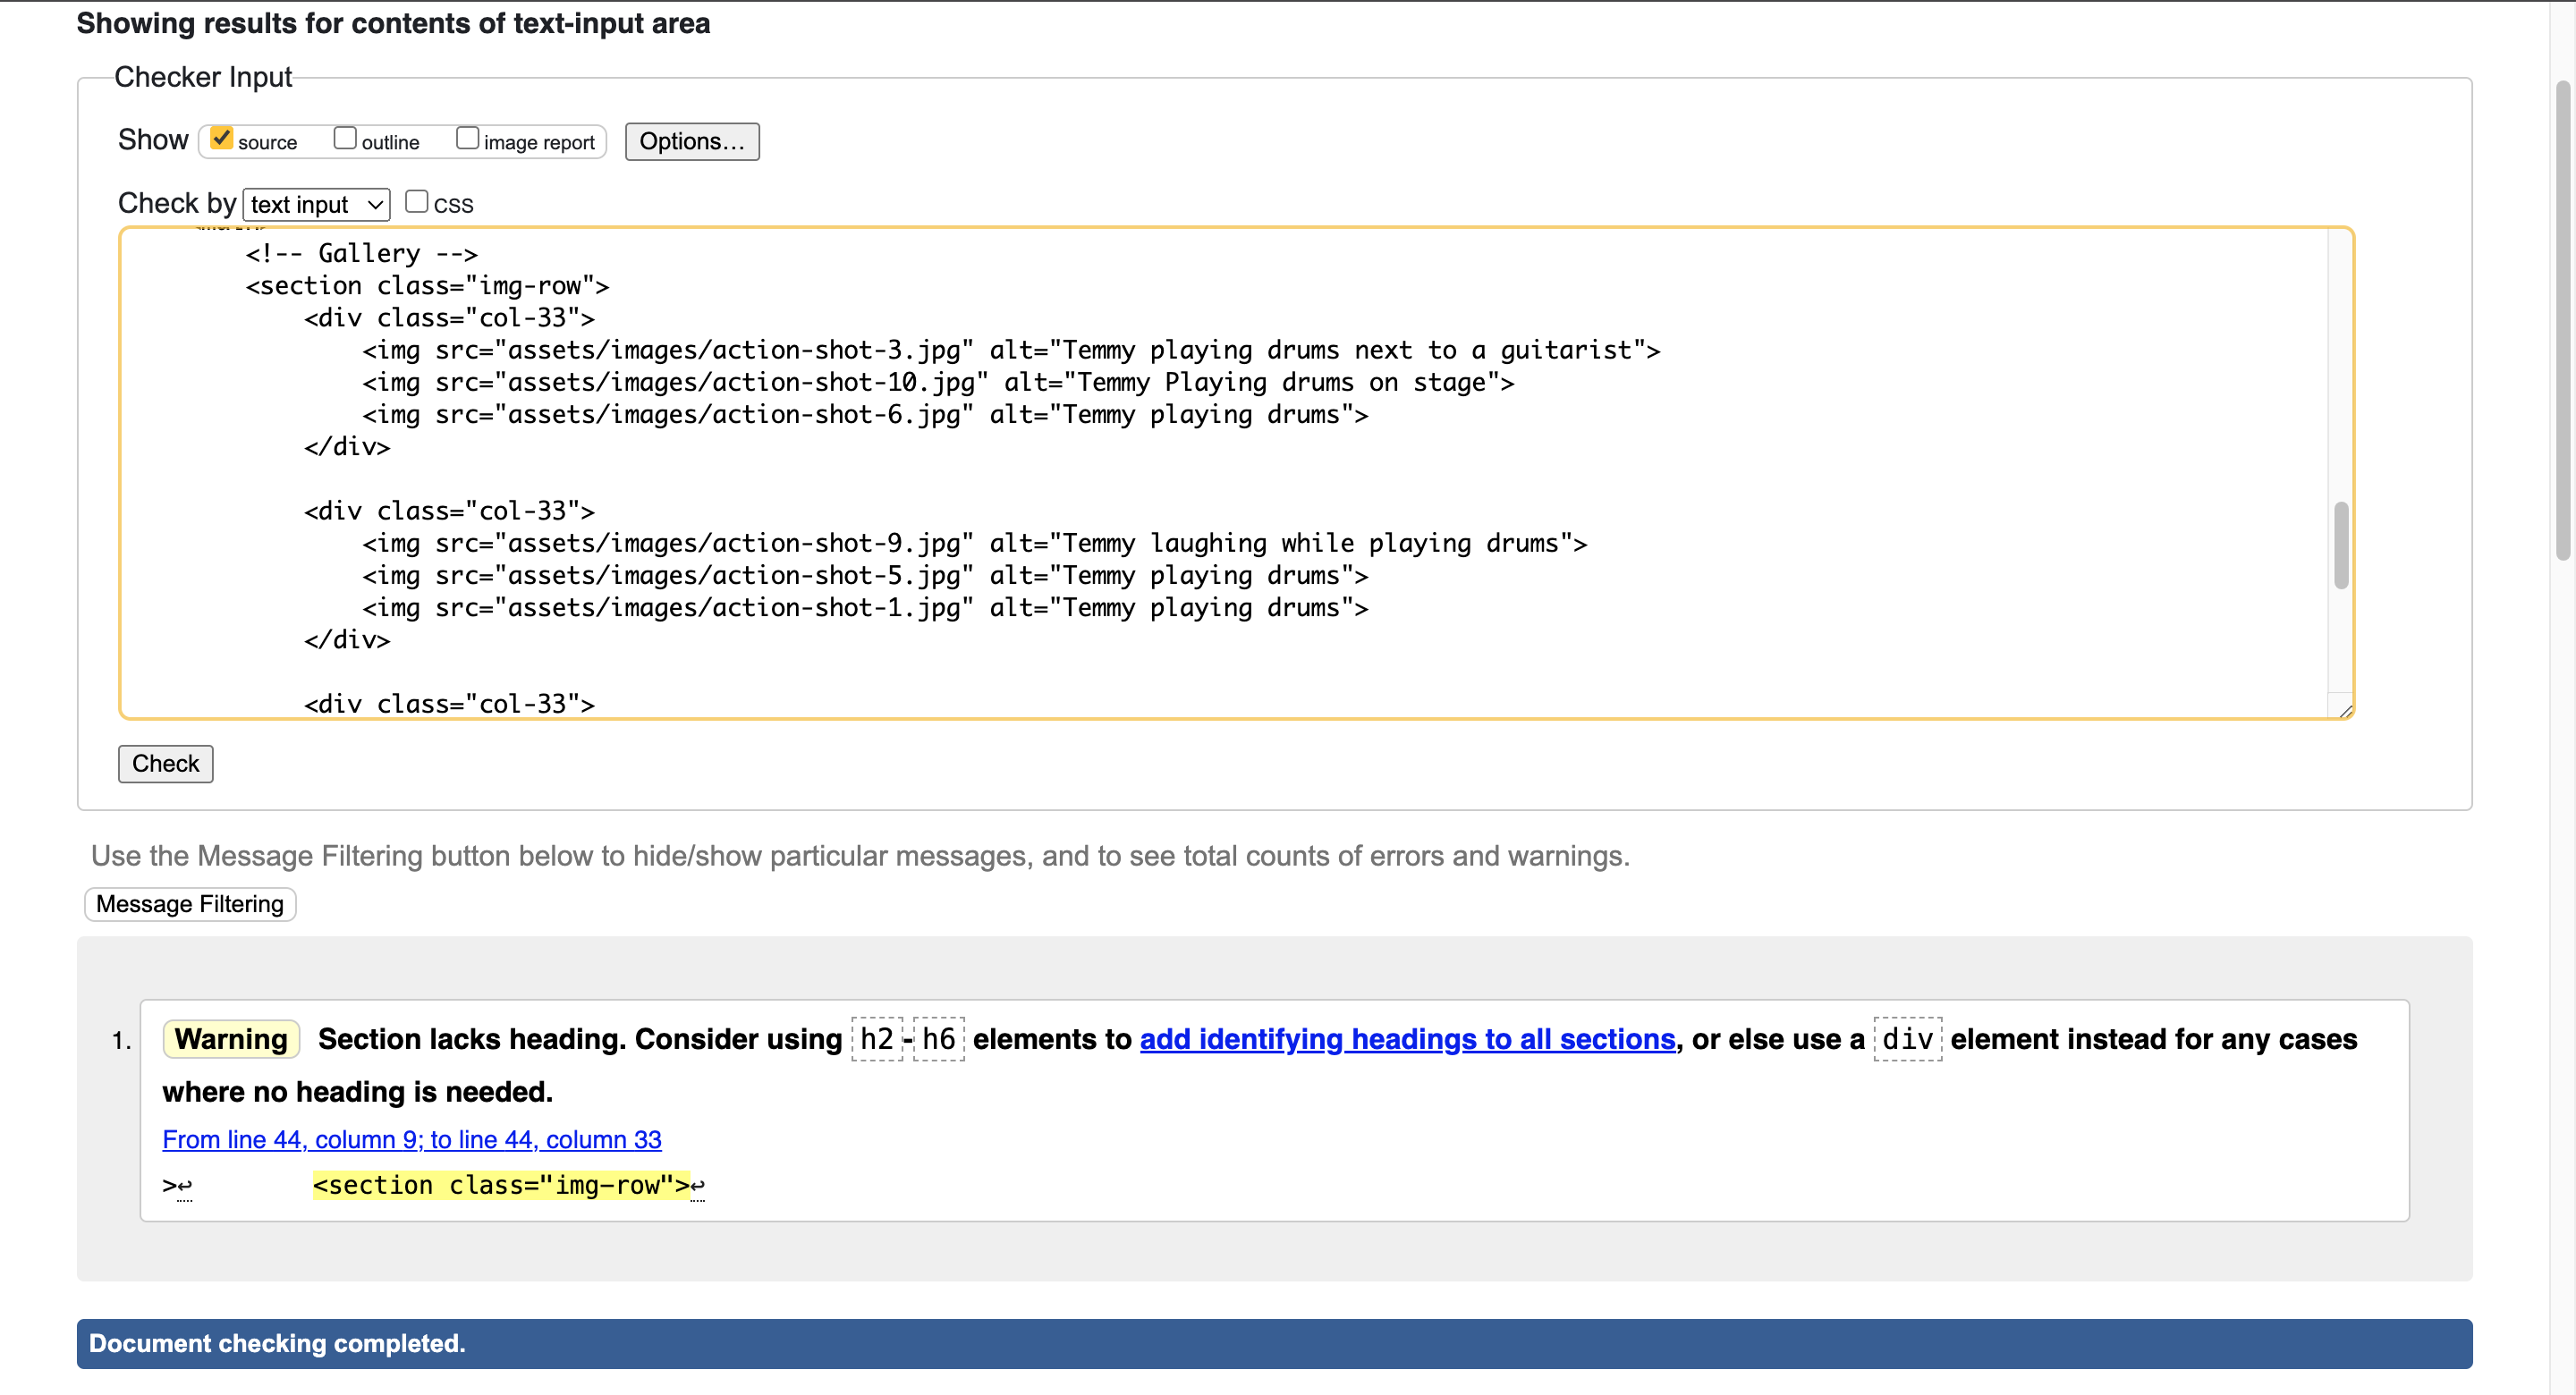 Showing results for contents of text-input area
Checker Input
Show source outline image report Options...
Check by text input css
<!-- Gallery -->
<section class="img-row">
<div class="col-33">
<img src="assets/images/action-shot-3.jpg" alt="Temmy playing drums next to a guitarist">
<img src="assets/images/action-shot-10.jpg" alt="Temmy Playing drums on stage">
<img src="assets/images/action-shot-6.jpg" alt="Temmy playing drums">
</div>
<div class="col-33">
<img src="assets/images/action-shot-9.jpg" alt="Temmy laughing while playing drums">
<img src="assets/images/action-shot-5.jpg" alt="Temmy playing drums">
<img src="assets/images/action-shot-1.jpg" alt="Temmy playing drums">
</div>
<div class="col-33">
Check
Use the Message Filtering button below to hide/show particular messages, and to see total counts of errors and warnings.
Message Filtering
1. Warning Section lacks heading. Consider using h2-h6 elements to add identifying headings to all sections, or else use a div element instead for any cases
where no heading is needed.
From line 44, column 9; to line 44, column 33
>↩ <section class="img-row">↩
Document checking completed.